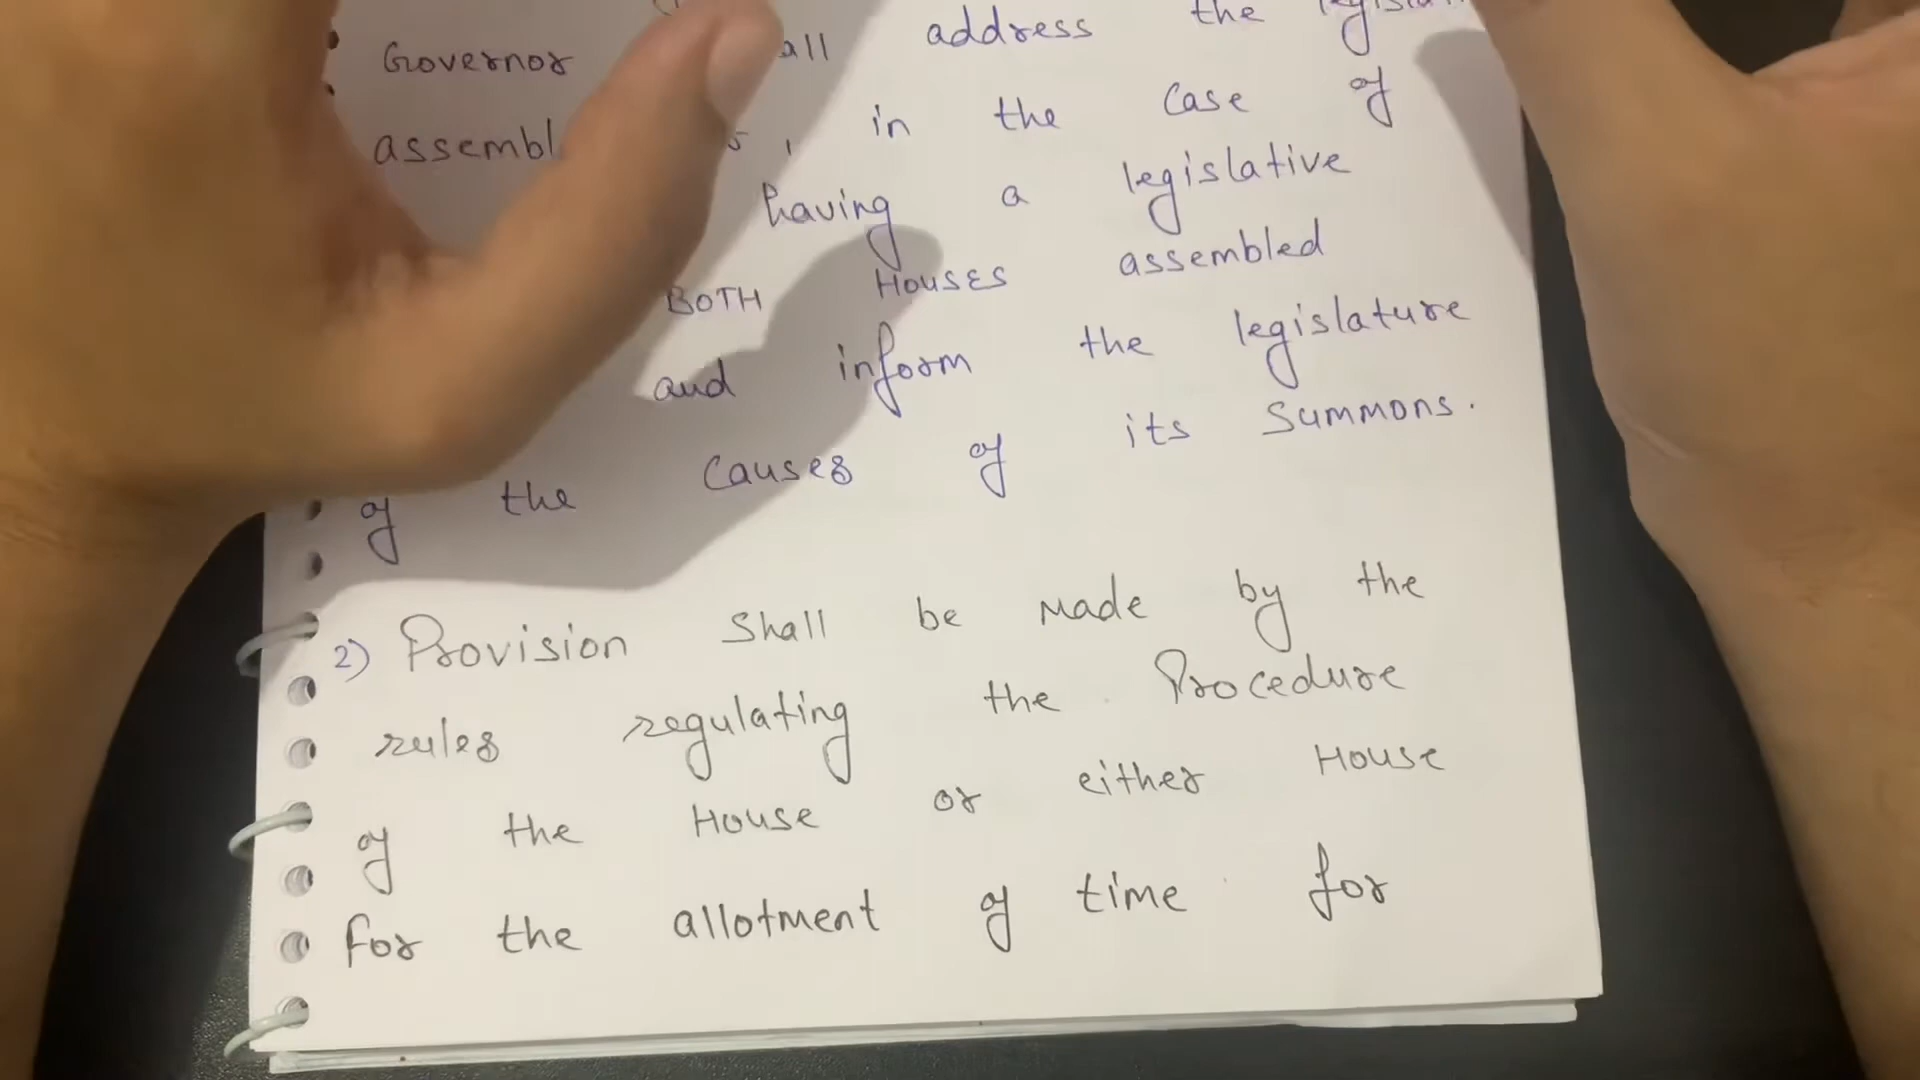 Governor all address the
assembl , in the case of
having a legislative
BOTH HOUSES assembled
and inform the legislature
of the causes of its summons.
2) Provision shall be made by the
rules regulating the Procedure
of the House or either House
for the allotment of time for